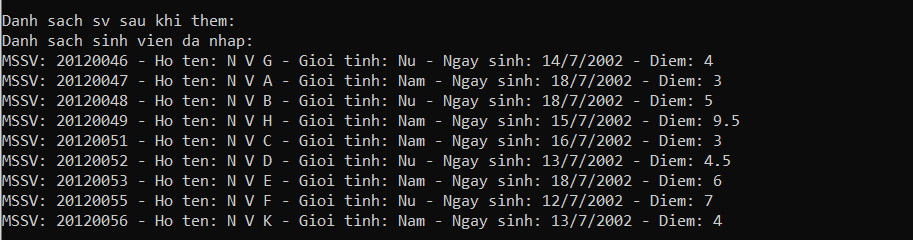 Danh sach sv sau khi them:
Danh sach sinh vien da nhap:
MSSV: 20120046 - Ho ten: N V G - Gioi tinh: Nu - Ngay sinh: 14/7/2002 - Diem: 4
MSSV: 20120047 - Ho ten: N V A - Gioi tinh: Nam - Ngay sinh: 18/7/2002 - Diem: 3
MSSV: 20120048 - Ho ten: N V B - Gioi tinh: Nu - Ngay sinh: 18/7/2002 - Diem: 5
MSSV: 20120049 - Ho ten: N V H - Gioi tinh: Nam - Ngay sinh: 15/7/2002 - Diem: 9.5
MSSV: 20120051 - Ho ten: N V C - Gioi tinh: Nam - Ngay sinh: 16/7/2002 - Diem: 3
MSSV: 20120052 - Ho ten: N V D - Gioi tinh: Nu - Ngay sinh: 13/7/2002 - Diem: 4.5
MSSV: 20120053 - Ho ten: N V E - Gioi tinh: Nam - Ngay sinh: 18/7/2002 - Diem: 6
MSSV: 20120055 - Ho ten: N V F - Gioi tinh: Nu - Ngay sinh: 12/7/2002 - Diem: 7
MSSV: 20120056 - Ho ten: N V K - Gioi tinh: Nam - Ngay sinh: 13/7/2002 - Diem: 4